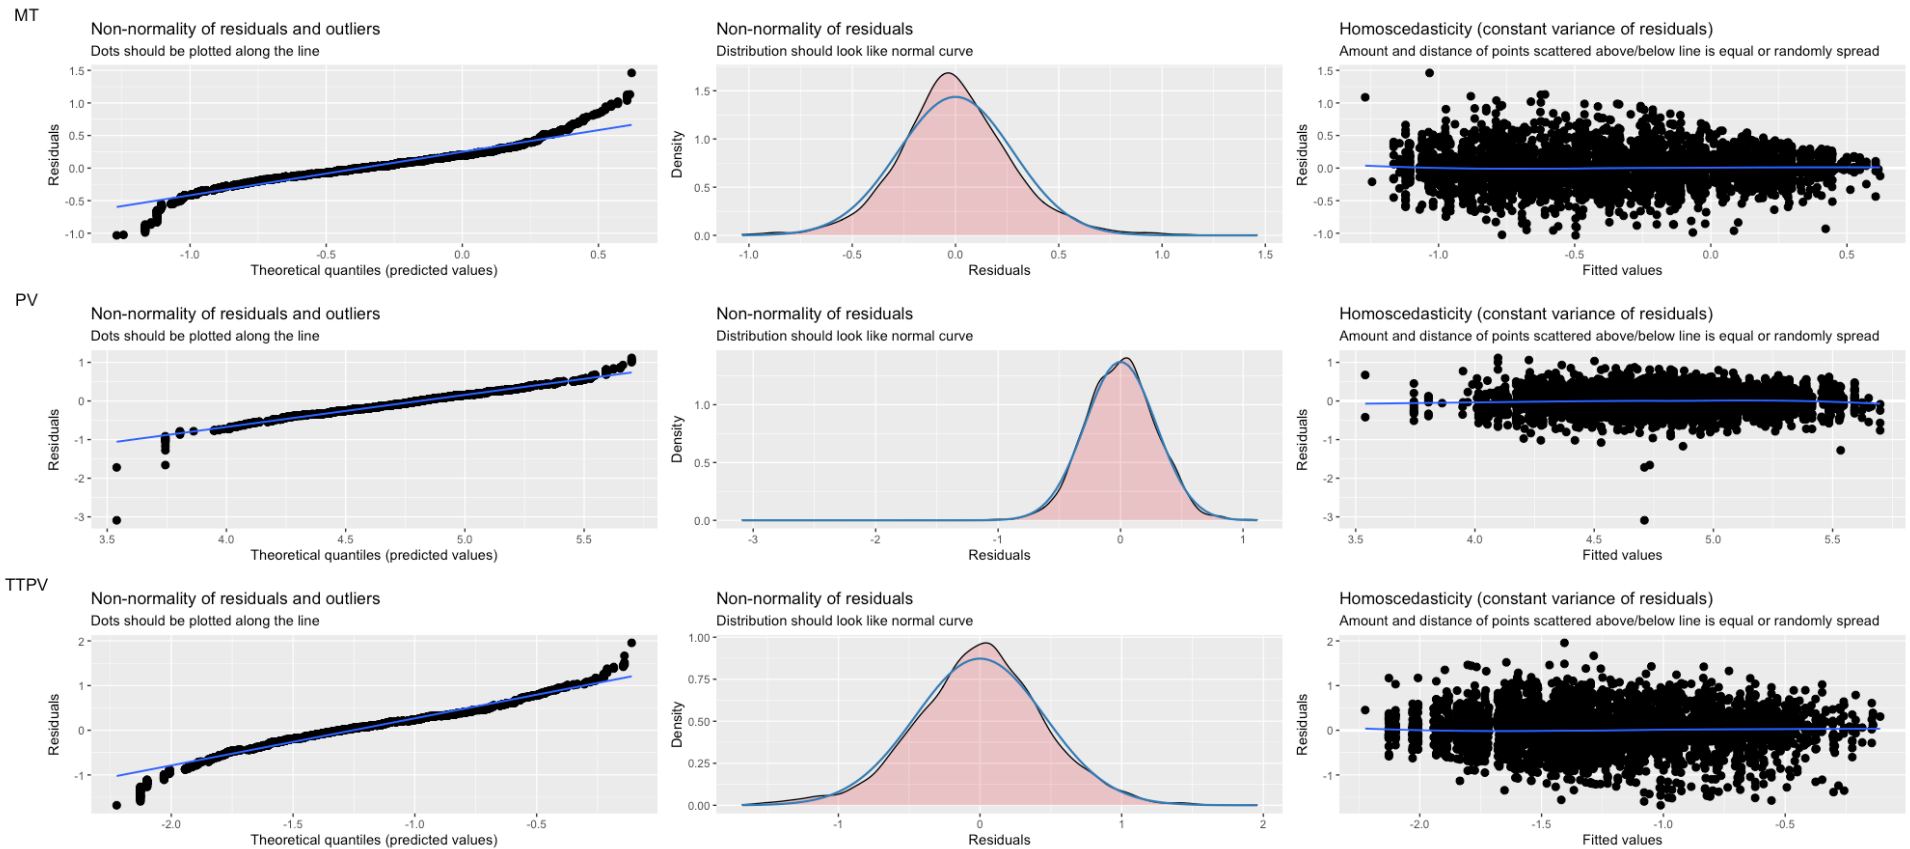 MT
Non-normality of residuals and outliers
Dots should be plotted along the line
1.5
1.0
0.5
0.0
-0.5
-1.0
Residuals
-1.0 -0.5 0.0 0.5
Theoretical quantiles (predicted values)
Non-normality of residuals
Distribution should look like normal curve
1.5
1.0
0.5
0.0
Density
-1.0 -0.5 0.0 0.5 1.0 1.5
Residuals
Homoscedasticity (constant variance of residuals)
Amount and distance of points scattered above/below line is equal or randomly spread
1.5
1.0
0.5
0.0
-0.5
-1.0
Residuals
-1.0 -0.5 0.0 0.5
Fitted values
PV
Non-normality of residuals and outliers
Dots should be plotted along the line
1
0
-1
-2
-3
Residuals
3.5 4.0 4.5 5.0 5.5
Theoretical quantiles (predicted values)
Non-normality of residuals
Distribution should look like normal curve
1.0
0.5
0.0
Density
-3 -2 -1 0 1
Residuals
Homoscedasticity (constant variance of residuals)
Amount and distance of points scattered above/below line is equal or randomly spread
1
0
-1
-2
-3
Residuals
3.5 4.0 4.5 5.0 5.5
Fitted values
TTPV
Non-normality of residuals and outliers
Dots should be plotted along the line
2
1
0
-1
Residuals
-2.0 -1.5 -1.0 -0.5
Theoretical quantiles (predicted values)
Non-normality of residuals
Distribution should look like normal curve
1.00
0.75
0.50
0.25
0.00
Density
-1 0 1 2
Residuals
Homoscedasticity (constant variance of residuals)
Amount and distance of points scattered above/below line is equal or randomly spread
2
1
0
-1
Residuals
-2.0 -1.5 -1.0 -0.5
Fitted values